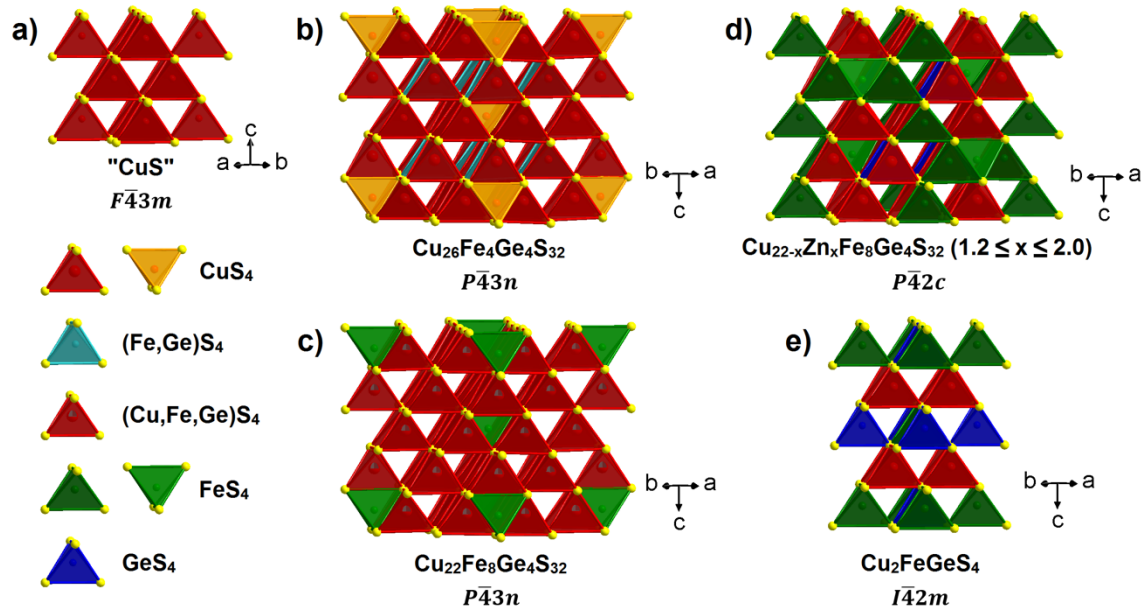 a)
c
a b
"CuS"
F4̅3m
CuS₄
(Fe,Ge)S₄
(Cu,Fe,Ge)S₄
FeS₄
GeS₄
b)
b a
c
Cu₂₆Fe₄Ge₄S₃₂
P4̅3n
c)
b a
c
Cu₂₂Fe₈Ge₄S₃₂
P4̅3n
d)
b a
c
Cu₂₂₋ₓZnₓFe₈Ge₄S₃₂ (1.2 ≤ x ≤ 2.0)
P4̅2c
e)
b a
c
Cu₂FeGeS₄
I4̅2m